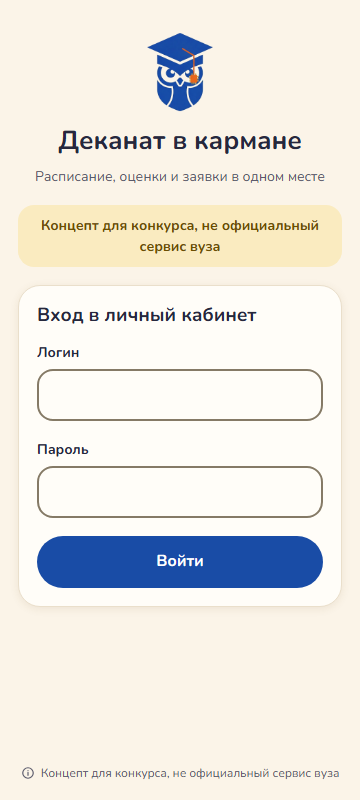 Деканат в кармане
Расписание, оценки и заявки в одном месте
Концепт для конкурса, не официальный
сервис вуза
Вход в личный кабинет
Логин
Пароль
Войти
Концепт для конкурса, не официальный сервис вуза